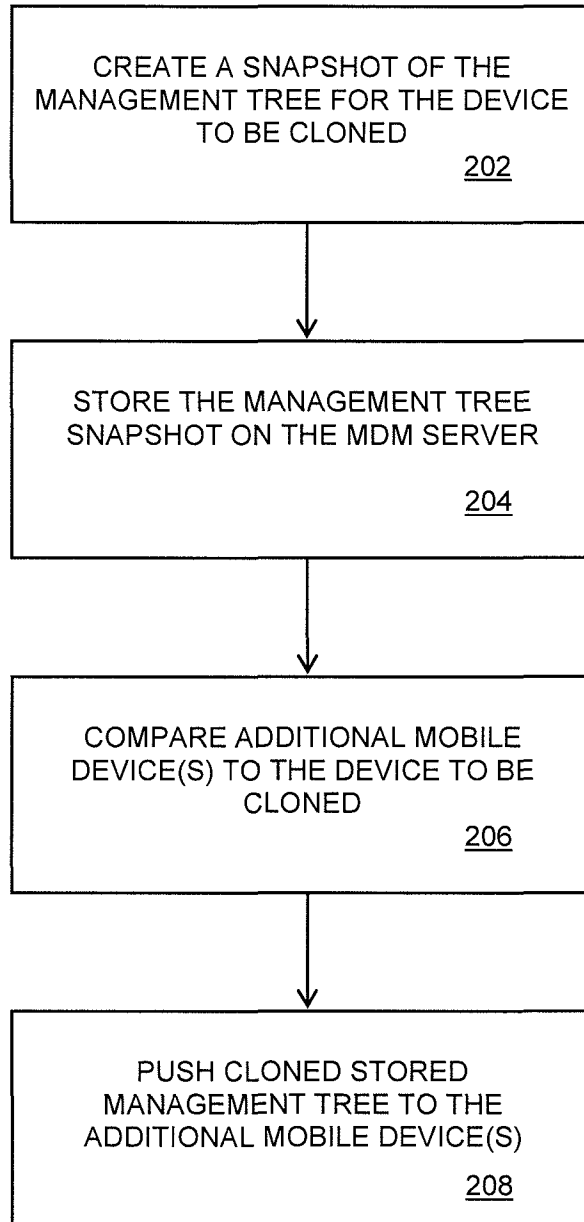 CREATE A SNAPSHOT OF THE
MANAGEMENT TREE FOR THE DEVICE
TO BE CLONED
202
STORE THE MANAGEMENT TREE
SNAPSHOT ON THE MDM SERVER
204
COMPARE ADDITIONAL MOBILE
DEVICE(S) TO THE DEVICE TO BE
CLONED
206
PUSH CLONED STORED
MANAGEMENT TREE TO THE
ADDITIONAL MOBILE DEVICE(S)
208